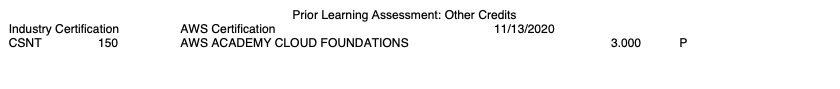 Prior Learning Assessment: Other Credits
Industry Certification AWS Certification 11/13/2020
CSNT 150 AWS ACADEMY CLOUD FOUNDATIONS 3.000 P